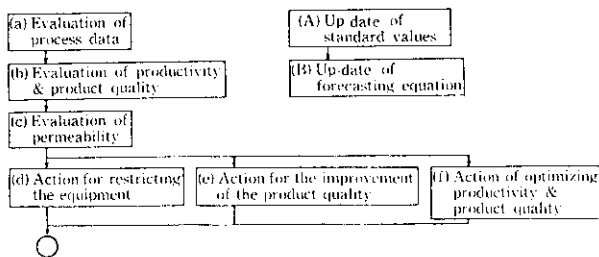 (a) Evaluation of
process data
(A) Up date of
standard values
(b) Evaluation of productivity
& product quality
(B) Up-date of
forecasting equation
(c) Evaluation of
permeability
(d) Action for restricting
the equipment
(e) Action for the improvement
of the product quality
(f) Action of optimizing
productivity &
product quality